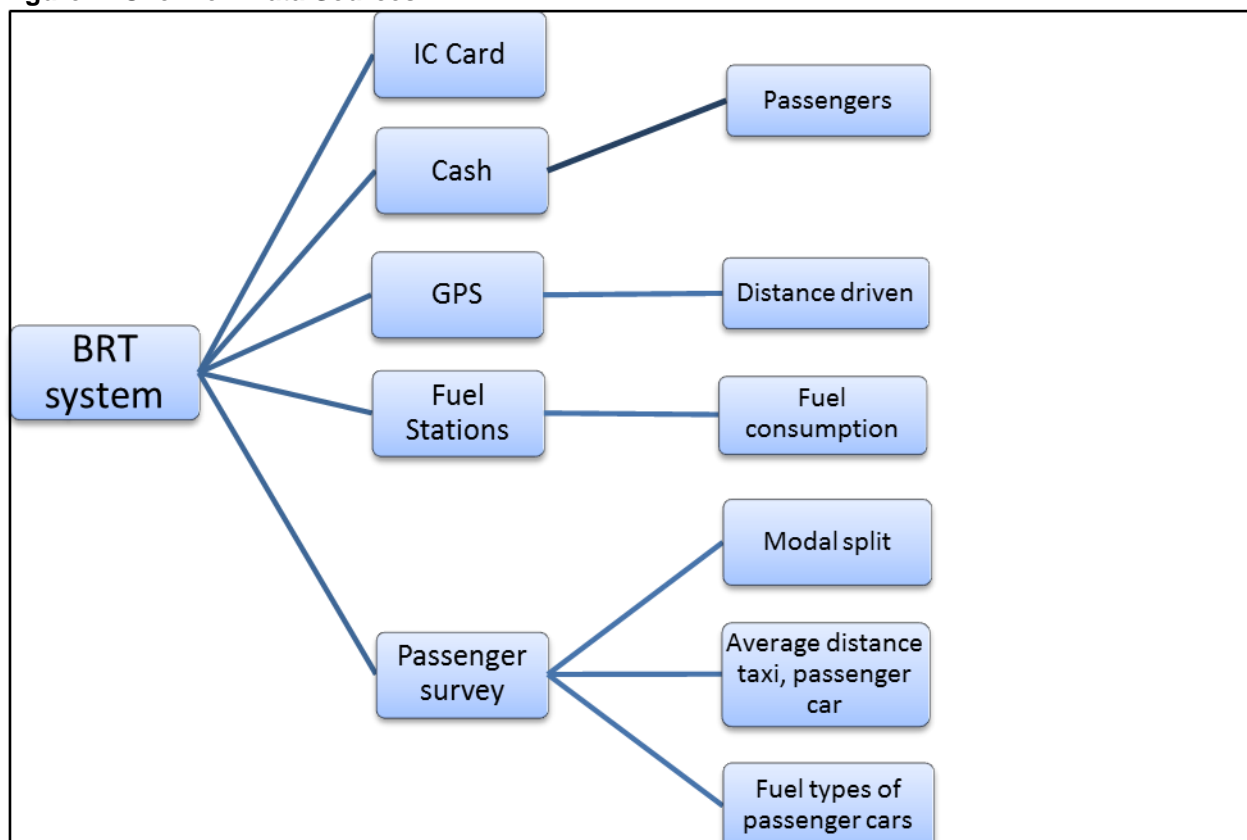 IC Card
Passengers
Cash
GPS
Distance driven
BRT
system
Fuel
Stations
Fuel
consumption
Modal split
Passenger
survey
Average distance
taxi, passenger
car
Fuel types of
passenger cars